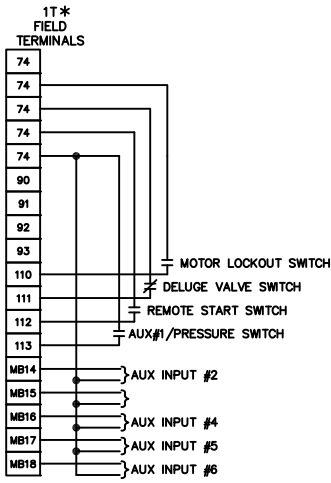 1T*
FIELD
TERMINALS
74
74
74
74
74
90
91
92
93
110
111
112
113
MB14
MB15
MB16
MB17
MB18
MOTOR LOCKOUT SWITCH
DELUGE VALVE SWITCH
REMOTE START SWITCH
AUX#1/PRESSURE SWITCH
AUX INPUT #2
AUX INPUT #4
AUX INPUT #5
AUX INPUT #6